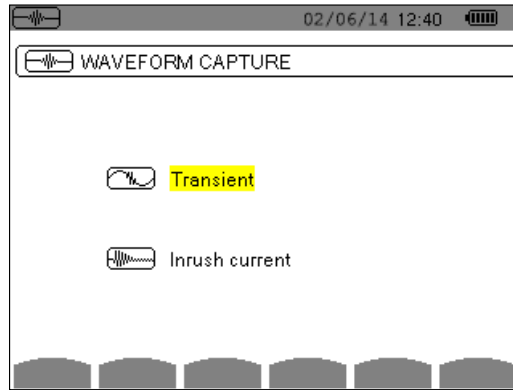 02/06/14 12:40
WAVEFORM CAPTURE
Transient
Inrush current